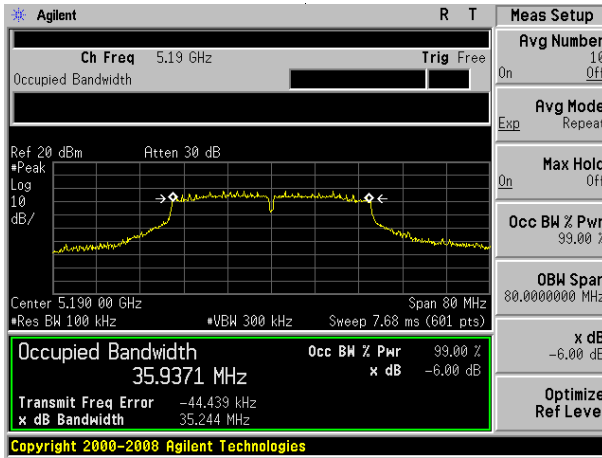 Agilent R T
Ch Freq 5.19 GHz Trig Free
Occupied Bandwidth
Ref 20 dBm Atten 30 dB
#Peak
Log
10
dB/
Center 5.190 00 GHz Span 80 MHz
#Res BW 100 kHz #VBW 300 kHz Sweep 7.68 ms (601 pts)
Occupied Bandwidth Occ BW % Pwr 99.00 %
35.9371 MHz x dB -6.00 dB
Transmit Freq Error -44.439 kHz
x dB Bandwidth 35.244 MHz
Copyright 2000-2008 Agilent Technologies
Meas Setup
Avg Number
10
On Off
Avg Mode
Exp Repeat
Max Hold
On Off
Occ BW % Pwr
99.00 %
OBW Span
80.0000000 MHz
x dB
-6.00 dB
Optimize
Ref Level